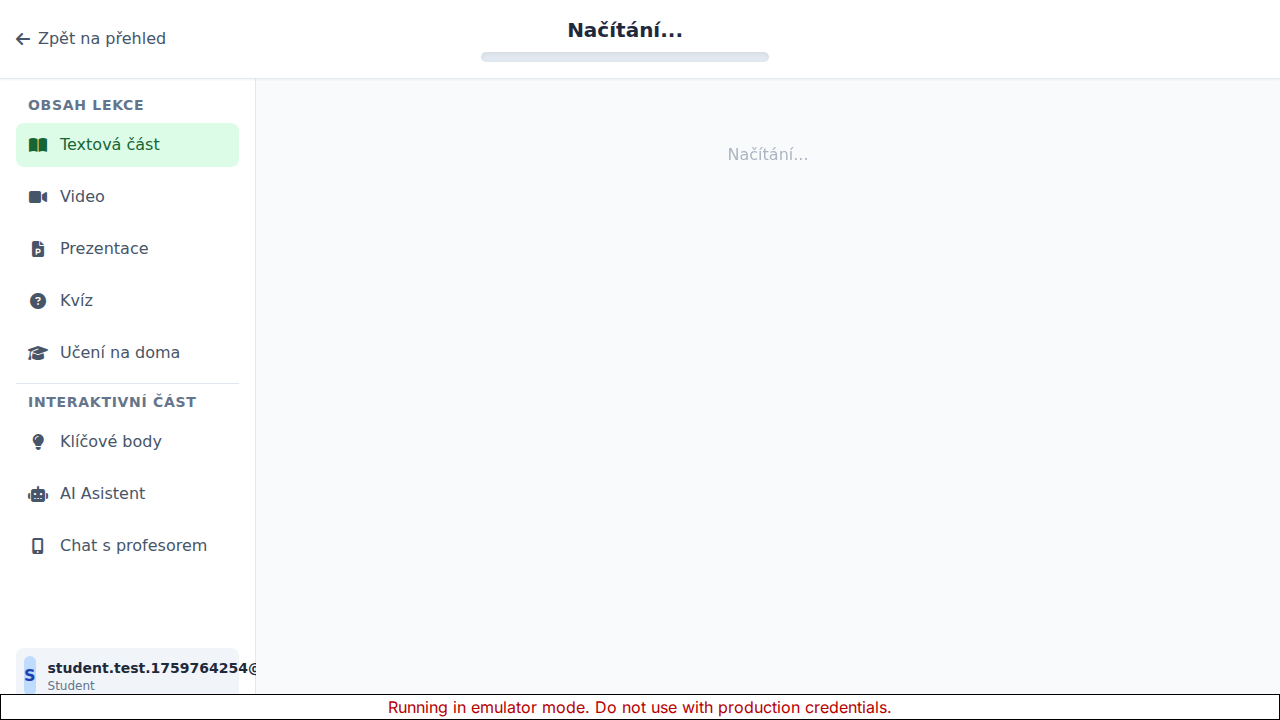 Zpět na přehled
Načítání...
OBSAH LEKCE
Textová část
Video
Prezentace
Kvíz
Učení na doma
INTERAKTIVNÍ ČÁST
Klíčové body
AI Asistent
Chat s profesorem
S
student.test.1759764254@
Student
Načítání...
Running in emulator mode. Do not use with production credentials.